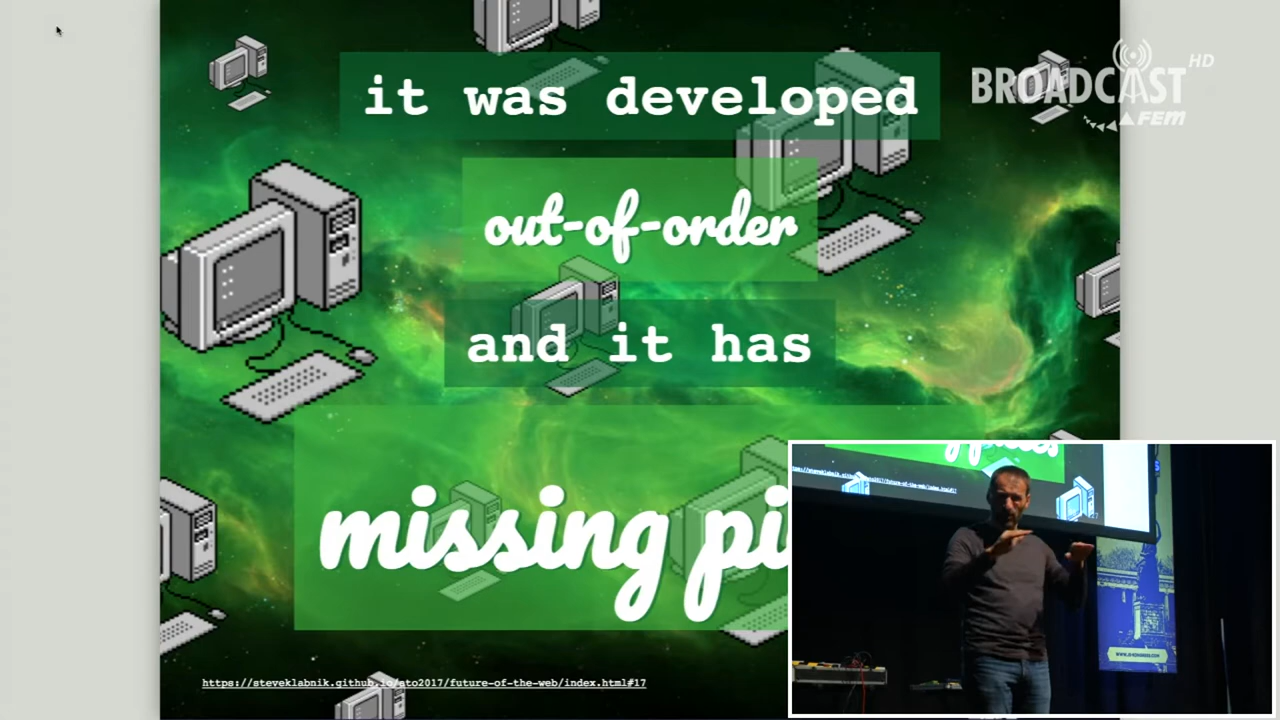 it was developed
BROADCAST HD
FEM
out-of-order
and it has
missing pi
https://steveklabnik.github.io/ato2017/future-of-the-web/index.html#17